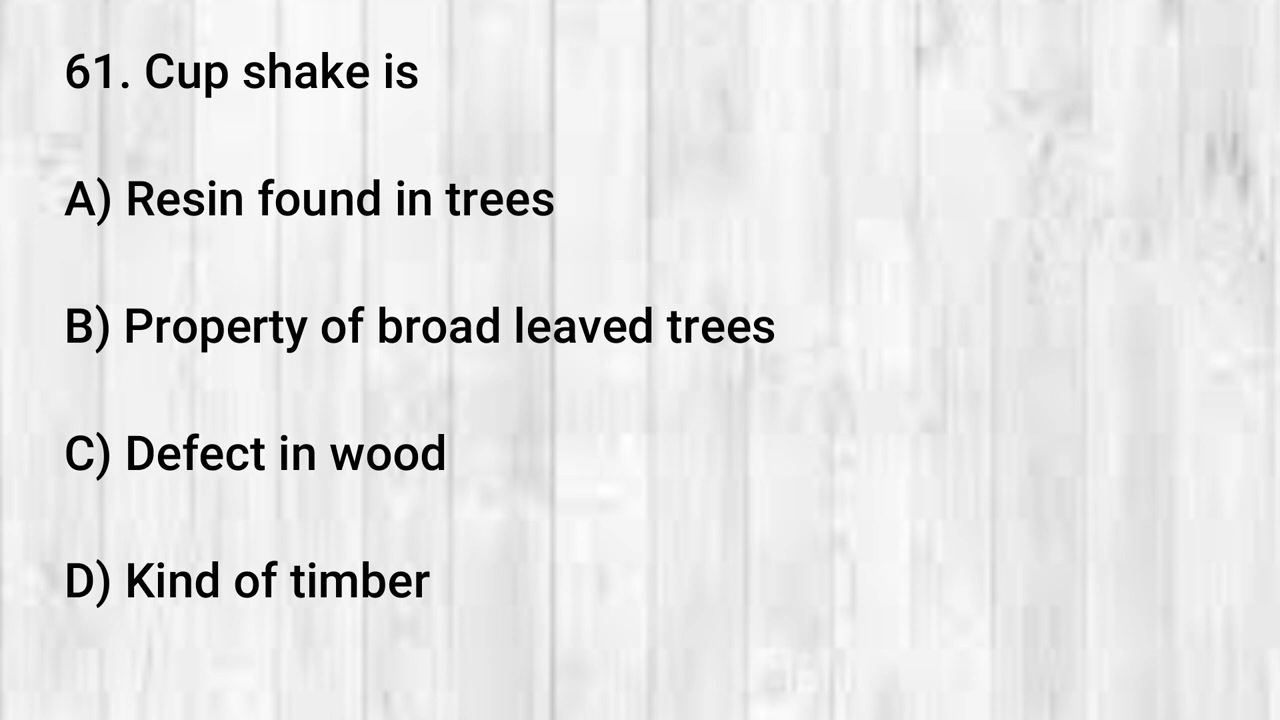 61. Cup shake is
A) Resin found in trees
B) Property of broad leaved trees
C) Defect in wood
D) Kind of timber